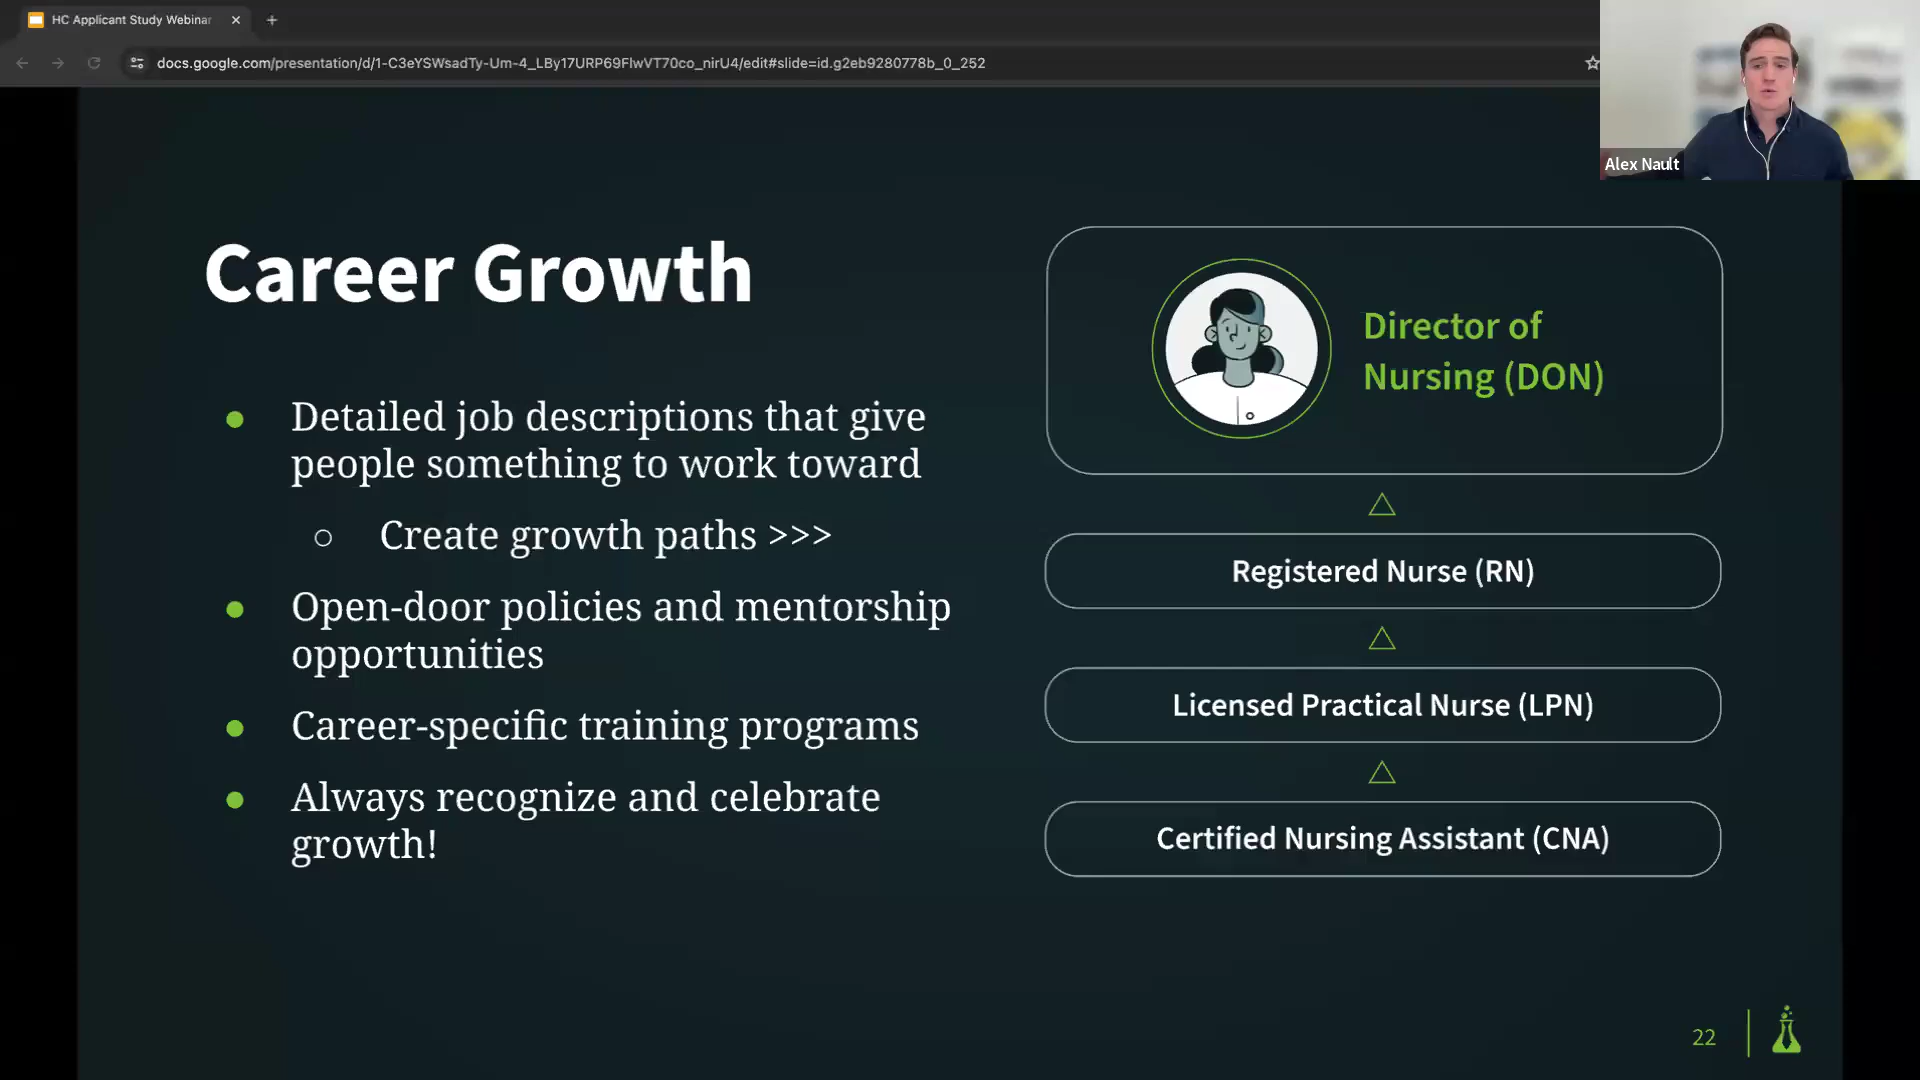 HC Applicant Study Webinar
docs.google.com/presentation/d/1-C3eYSWsadTy-Um-4_LBy17URP69FlwVT70co_nirU4/edit#slide=id.g2eb9280778b_0_252
Alex Nault
Career Growth
Detailed job descriptions that give
people something to work toward
Create growth paths >>>
Open-door policies and mentorship
opportunities
Career-specific training programs
Always recognize and celebrate
growth!
Director of
Nursing (DON)
Registered Nurse (RN)
Licensed Practical Nurse (LPN)
Certified Nursing Assistant (CNA)
22